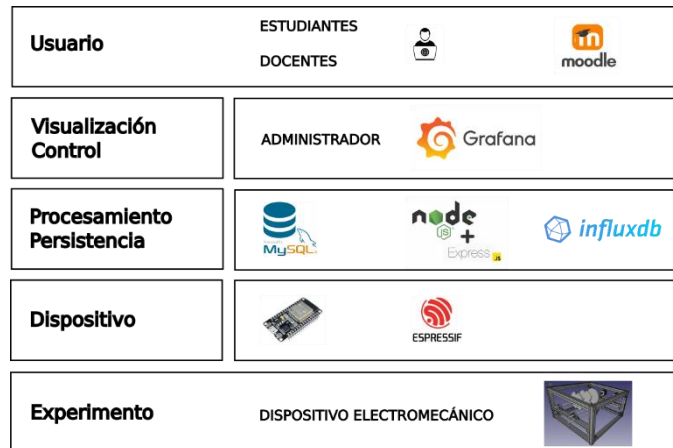 Usuario
ESTUDIANTES
DOCENTES
moodle
Visualización
Control
ADMINISTRADOR
Grafana
Procesamiento
Persistencia
MySQL
node
JS
+
Express
JS
influxdb
Dispositivo
ESPRESSIF
Experimento
DISPOSITIVO ELECTROMECÁNICO